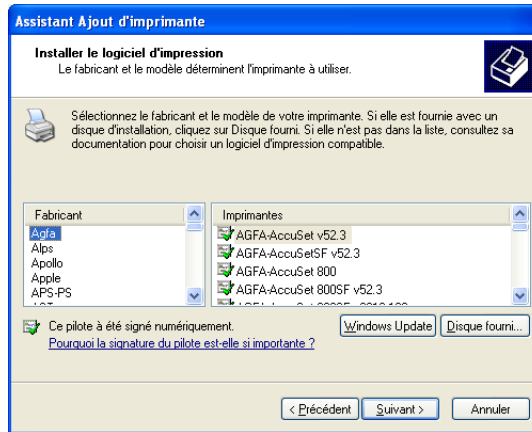 Assistant Ajout d'imprimante
Installer le logiciel d'impression
Le fabricant et le modèle déterminent l'imprimante à utiliser.
Sélectionnez le fabricant et le modèle de votre imprimante. Si elle est fournie avec un
disque d'installation, cliquez sur Disque fourni. Si elle n'est pas dans la liste, consultez sa
documentation pour choisir un logiciel d'impression compatible.
Fabricant
Agfa
Alps
Apollo
Apple
APS-PS
Imprimantes
AGFA-AccuSet v52.3
AGFA-AccuSetSF v52.3
AGFA-AccuSet 800
AGFA-AccuSet 800SF v52.3
Ce pilote à été signé numériquement.
Pourquoi la signature du pilote est-elle si importante ?
Windows Update
Disque fourni...
< Précédent
Suivant >
Annuler